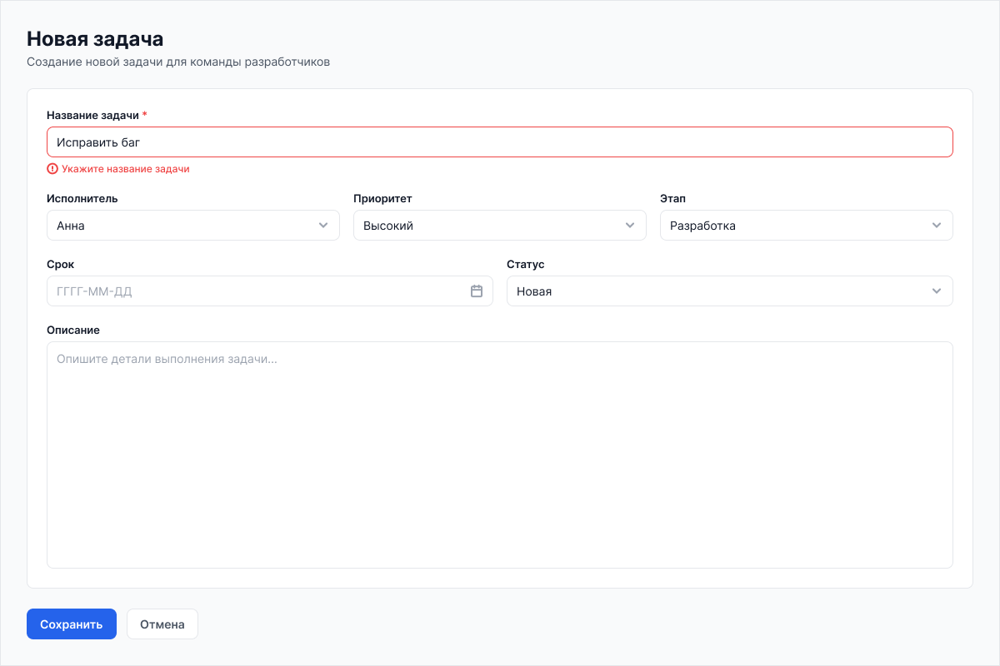 Новая задача
Создание новой задачи для команды разработчиков
Название задачи *
Исправить баг
Укажите название задачи
Исполнитель
Приоритет
Этап
Анна
Высокий
Разработка
Срок
Статус
ГГГГ-ММ-ДД
Новая
Описание
Опишите детали выполнения задачи...
Сохранить
Отмена